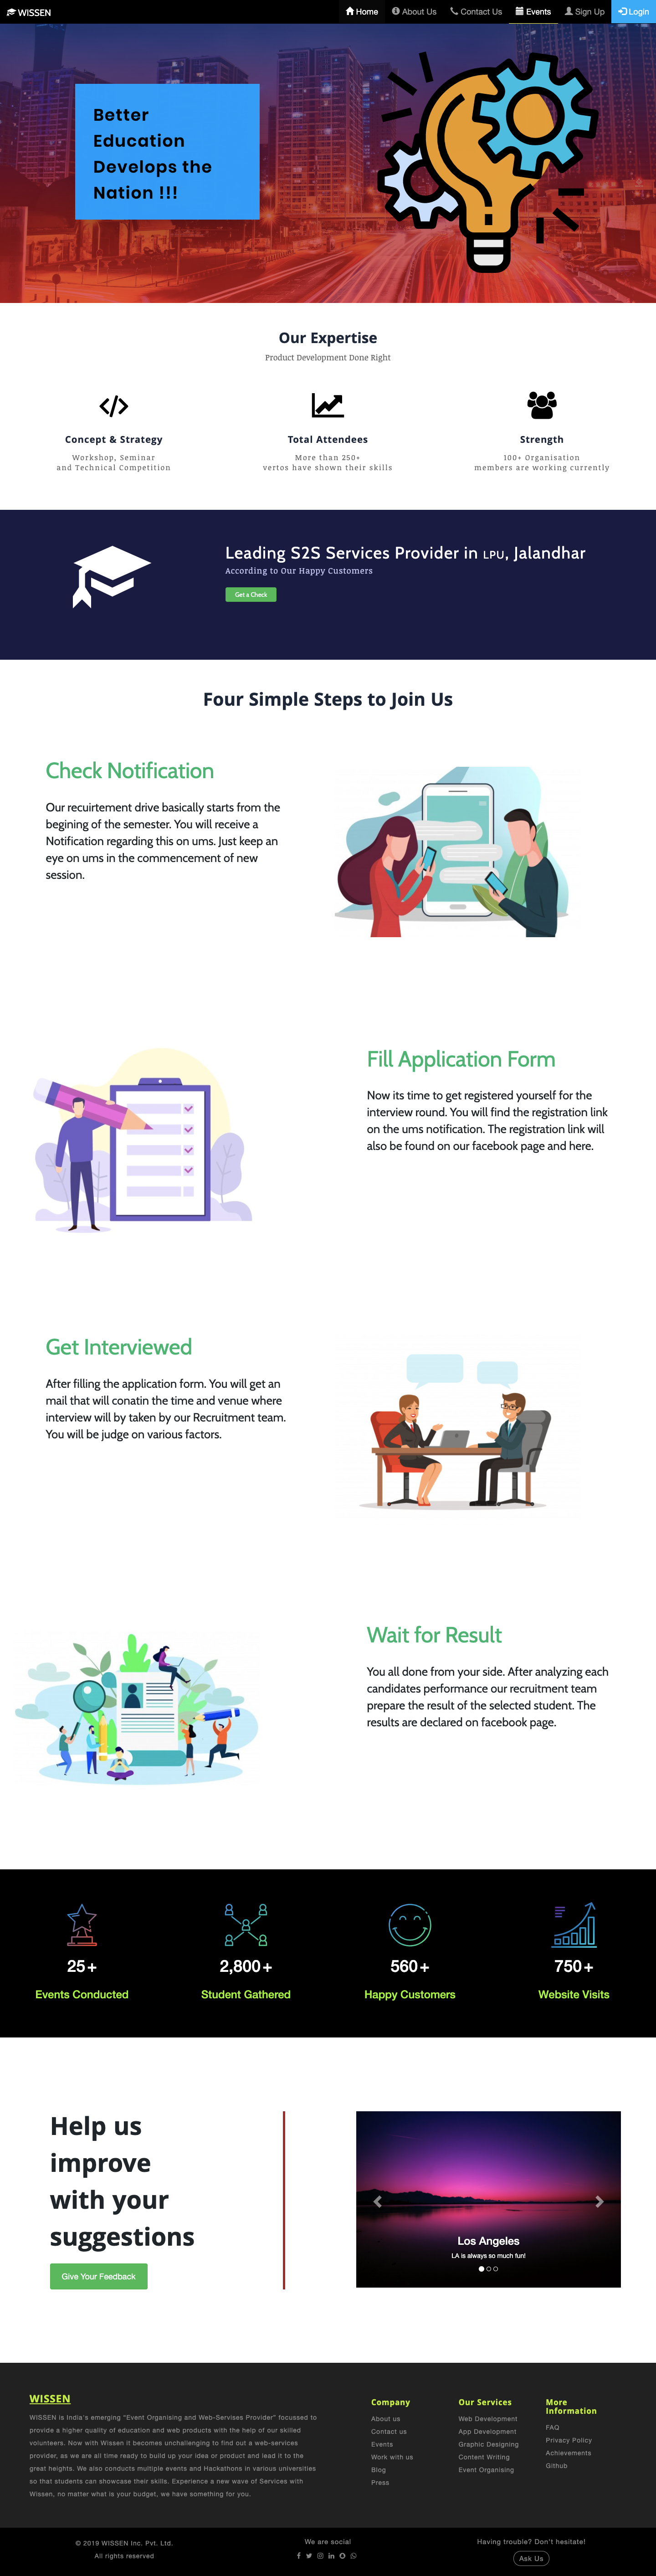 WISSEN
Home About Us Contact Us Events Sign Up Login
Better
Education
Develops the
Nation !!!
Our Expertise
Product Development Done Right
Concept & Strategy
Workshop, Seminar
and Technical Competition
Total Attendees
More than 250+
vertos have shown their skills
Strength
100+ Organisation
members are working currently
Leading S2S Services Provider in LPU, Jalandhar
According to Our Happy Customers
Get a Check
Four Simple Steps to Join Us
Check Notification
Our recuirtement drive basically starts from the
begining of the semester. You will receive a
Notification regarding this on ums. Just keep an
eye on ums in the commencement of new
session.
Fill Application Form
Now its time to get registered yourself for the
interview round. You will find the registration link
on the ums notification. The registration link will
also be found on our facebook page and here.
Get Interviewed
After filling the application form. You will get an
mail that will conatin the time and venue where
interview will by taken by our Recruitment team.
You will be judge on various factors.
Wait for Result
You all done from your side. After analyzing each
candidates performance our recruitment team
prepare the result of the selected student. The
results are declared on facebook page.
25+
Events Conducted
2,800+
Student Gathered
560+
Happy Customers
750+
Website Visits
Help us
improve
with your
suggestions
Give Your Feedback
Los Angeles
LA is always so much fun!
WISSEN
WISSEN is India's emerging "Event Organising and Web-Servises Provider" focussed to
provide a higher quality of education and web products with the help of our skilled
volunteers. Now with Wissen it becomes unchallenging to find out a web-services
provider, as we are all time ready to build up your idea or product and lead it to the
great heights. We also conducts multiple events and Hackathons in various universities
so that students can showcase their skills. Experience a new wave of Services with
Wissen, no matter what is your budget, we have something for you.
Company
About us
Contact us
Events
Work with us
Blog
Press
Our Services
Web Development
App Development
Graphic Designing
Content Writing
Event Organising
More
Information
FAQ
Privacy Policy
Achievements
Github
© 2019 WISSEN Inc. Pvt. Ltd.
All rights reserved
We are social
Having trouble? Don't hesitate!
Ask Us